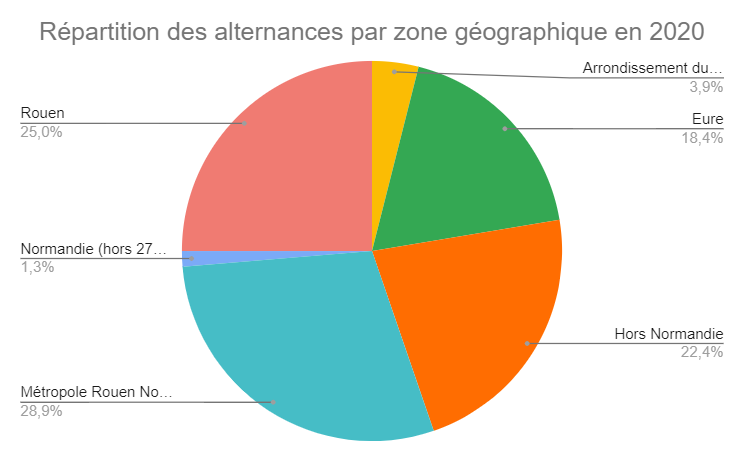 Répartition des alternances par zone géographique en 2020
Arrondissement du…
3,9%
Eure
18,4%
Hors Normandie
22,4%
Métropole Rouen No…
28,9%
Normandie (hors 27…
1,3%
Rouen
25,0%